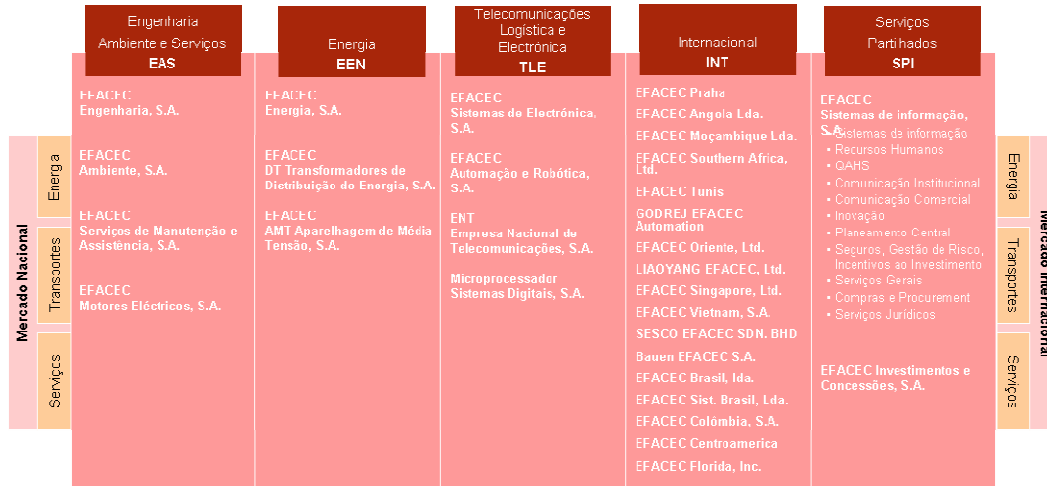 Engenharia
Ambiente e Serviços
EAS
Energia
EEN
Telecomunicações
Logística e
Electrónica
TLE
Internacional
INT
Serviços
Partilhados
SPI
Mercado Nacional
Energa
Transportes
Serviços
EFACEC
Engenharia, S.A.
EFACEC
Ambiente, S.A.
EFACEC
Serviços de Manutenção e
Assistência, S.A.
EFACEC
Motores Eléctricos, S.A.
EFACEC
Energia, S.A.
EFACEC
DT Transformadores de
Distribuição do Energia, S.A.
EFACEC
AMT Aparelhagem de Média
Tensão, S.A.
EFACEC
Sistemas de Electrónica,
S.A.
EFACEC
Automação e Robótica,
S.A.
ENT
Empresa Nacional de
Telecomunicações, S.A.
Microprocessador
Sistemas Digitais, S.A.
EFACEC Praha
EFACEC Angola Lda.
EFACEC Moçambique Lda.
EFACEC Southern Africa,
Ltd.
EFACEC Tunis
GODREJ EFACEC
Automation
EFACEC Oriente, Ltd.
LIAOYANG EFACEC, Ltd.
EFACEC Singapore, Ltd.
EFACEC Vietnam, S.A.
SESCO EFACEC SDN. BHD
Bauen EFACEC S.A.
EFACEC Brasil, lda.
EFACEC Sist. Brasil, Lda.
EFACEC Colômbia, S.A.
EFACEC Centroamerica
EFACEC Florida, Inc.
EFACEC
Sistemas de informação,
S.A.
• Sistemas de informação
• Recursos Humanos
• QAHS
• Comunicação Institucional
• Comunicação Comercial
• Inovação
• Planeamento Central
• Seguros, Gestão de Risco,
Incentivos ao Investimento
• Serviços Gerais
• Compras e Procurement
• Serviços Jurídicos
EFACEC Investimentos e
Concessões, S.A.
Energia
Transportes
Serviços
Mercado Internacional